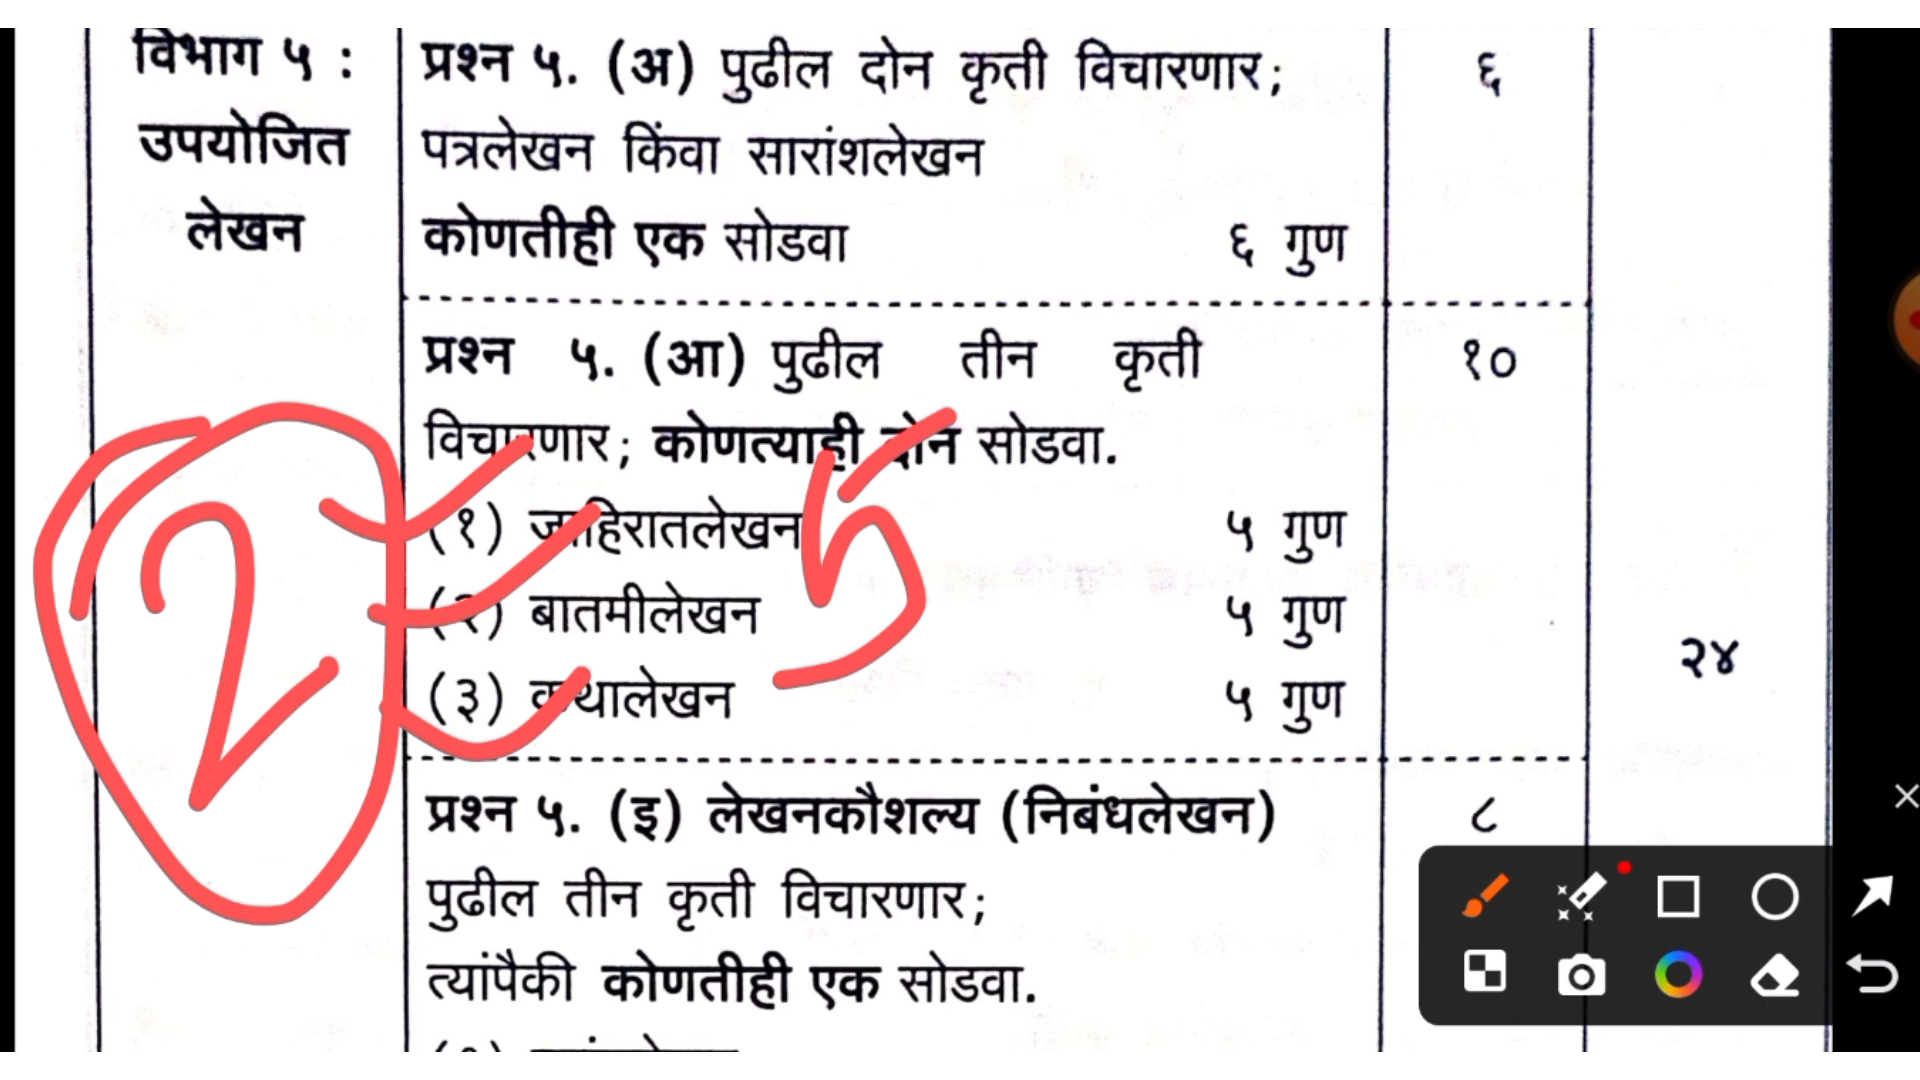 विभाग ५ :
उपयोजित
लेखन
प्रश्न ५. (अ) पुढील दोन कृती विचारणार; ६
पत्रलेखन किंवा सारांशलेखन
कोणतीही एक सोडवा ६ गुण
प्रश्न ५. (आ) पुढील तीन कृती १०
विचारणार; कोणत्याही दोन सोडवा.
(१) जाहिरातलेखन ५ गुण
(२) बातमीलेखन ५ गुण
(३) कथालेखन ५ गुण
२४
2
5
प्रश्न ५. (इ) लेखनकौशल्य (निबंधलेखन) ८
पुढील तीन कृती विचारणार;
त्यांपैकी कोणतीही एक सोडवा.